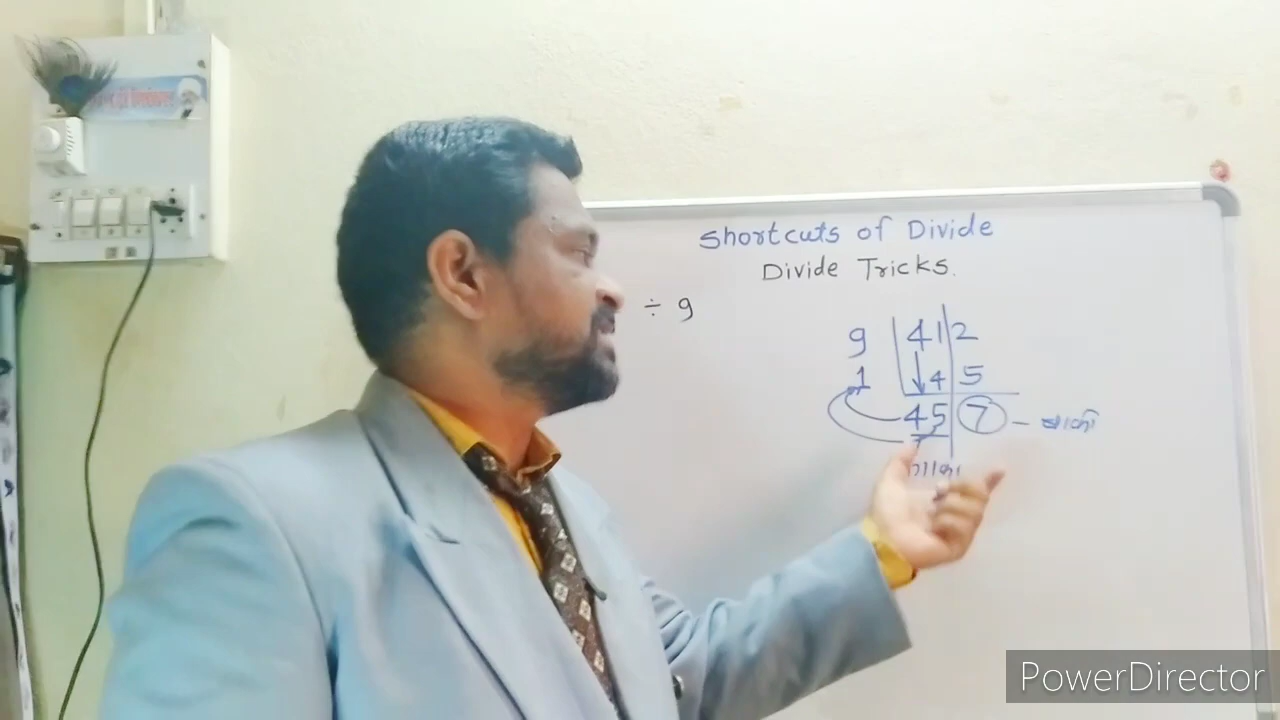 Shortcuts of Divide
Divide Tricks.
÷ 9
9 41 2
1 4 5
45 7 - बाकी
PowerDirector